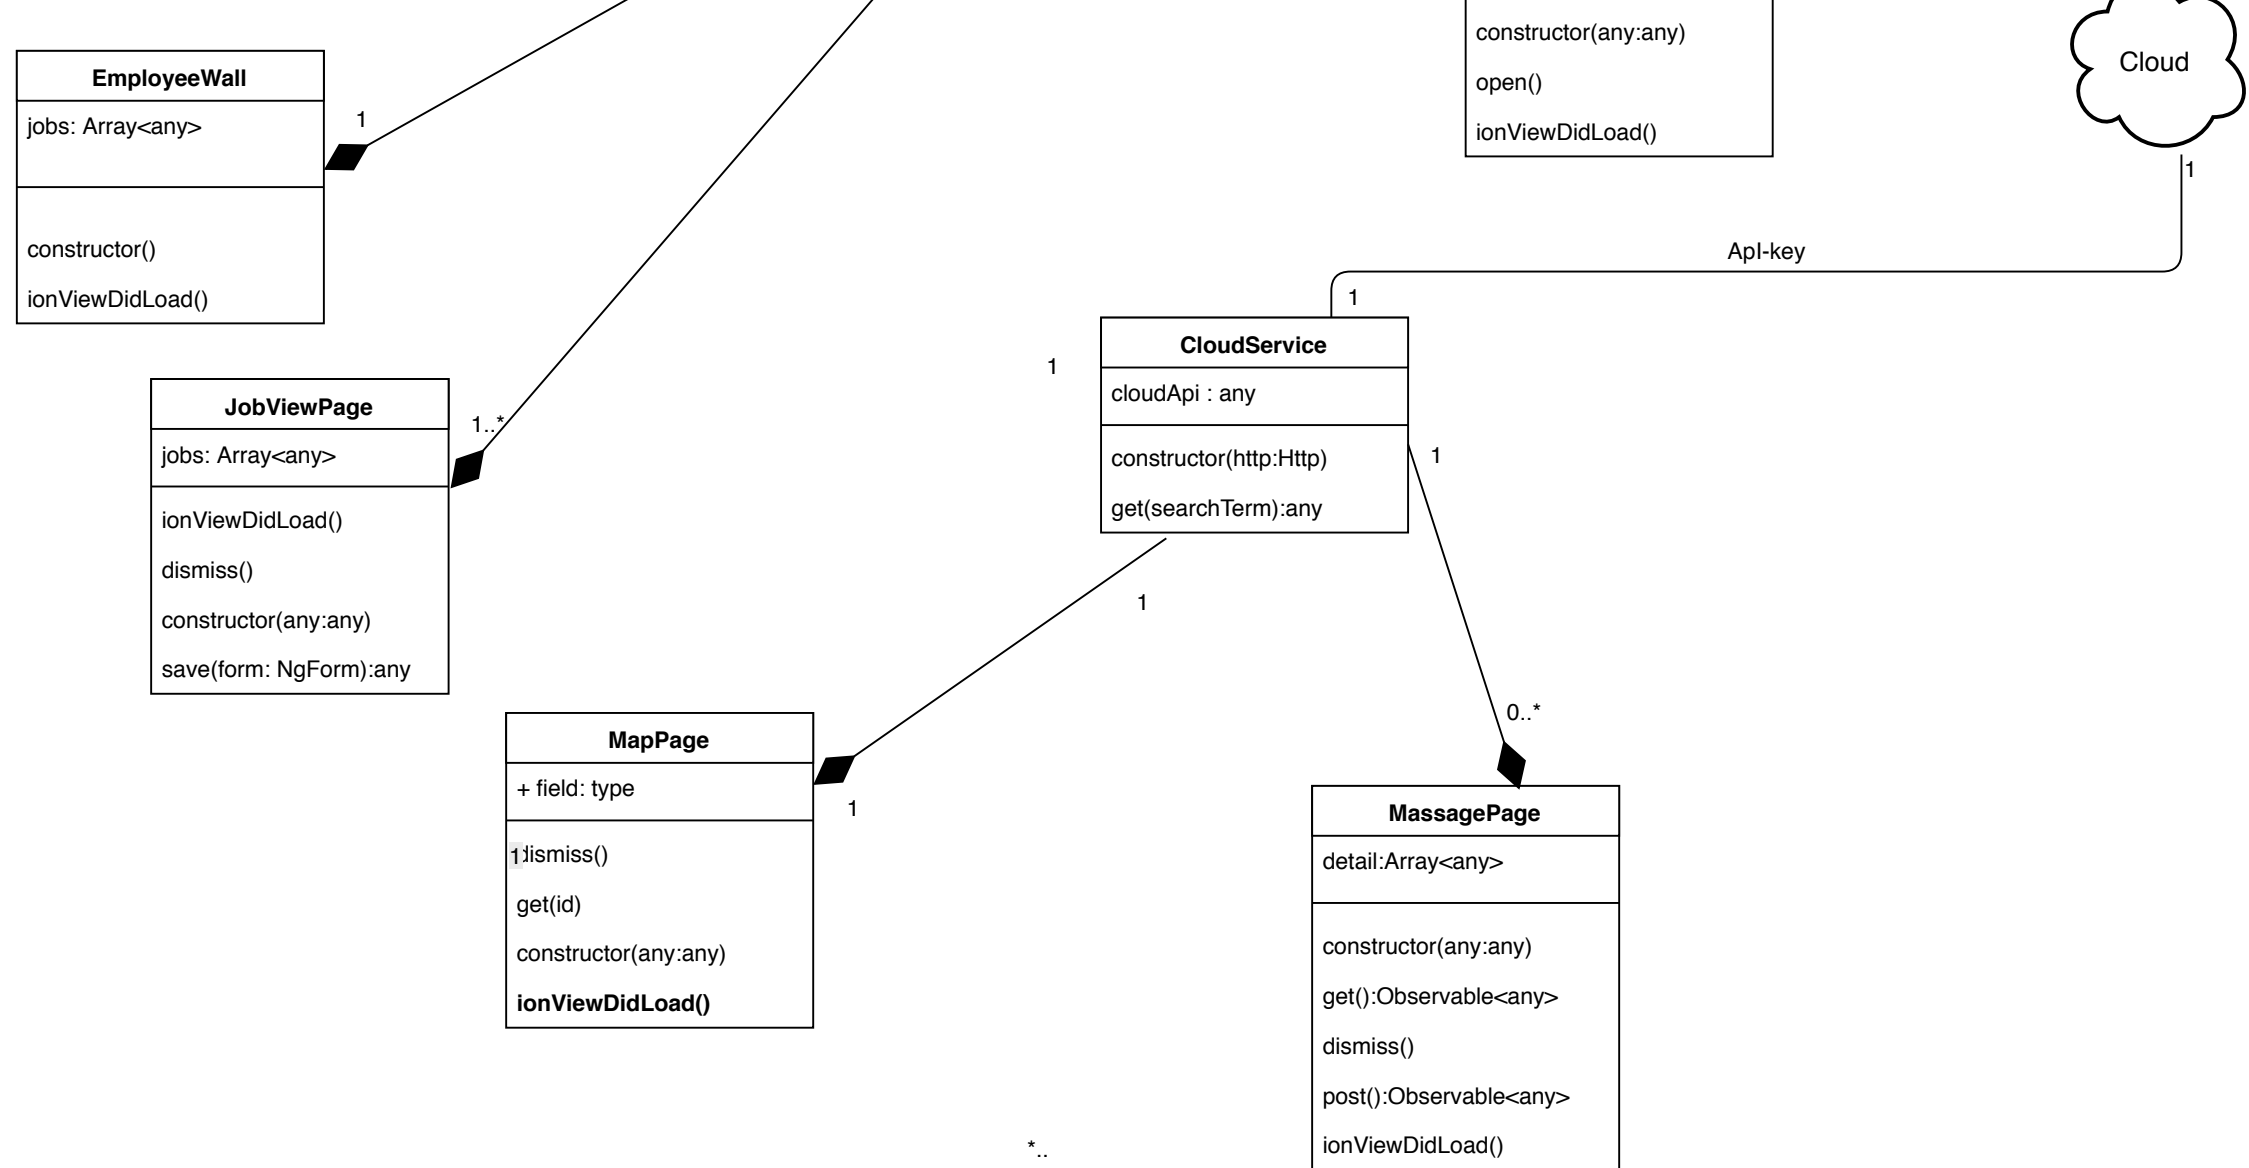 constructor(any:any)
open()
ionViewDidLoad()
Cloud
1
ApI-key
1
EmployeeWall
jobs: Array<any>
constructor()
ionViewDidLoad()
1
JobViewPage
jobs: Array<any>
ionViewDidLoad()
dismiss()
constructor(any:any)
save(form: NgForm):any
1..*
1
CloudService
cloudApi : any
constructor(http:Http)
get(searchTerm):any
1
1
0..*
MapPage
+ field: type
1
dismiss()
get(id)
constructor(any:any)
ionViewDidLoad()
1
MassagePage
detail:Array<any>
constructor(any:any)
get():Observable<any>
dismiss()
post():Observable<any>
ionViewDidLoad()
*..